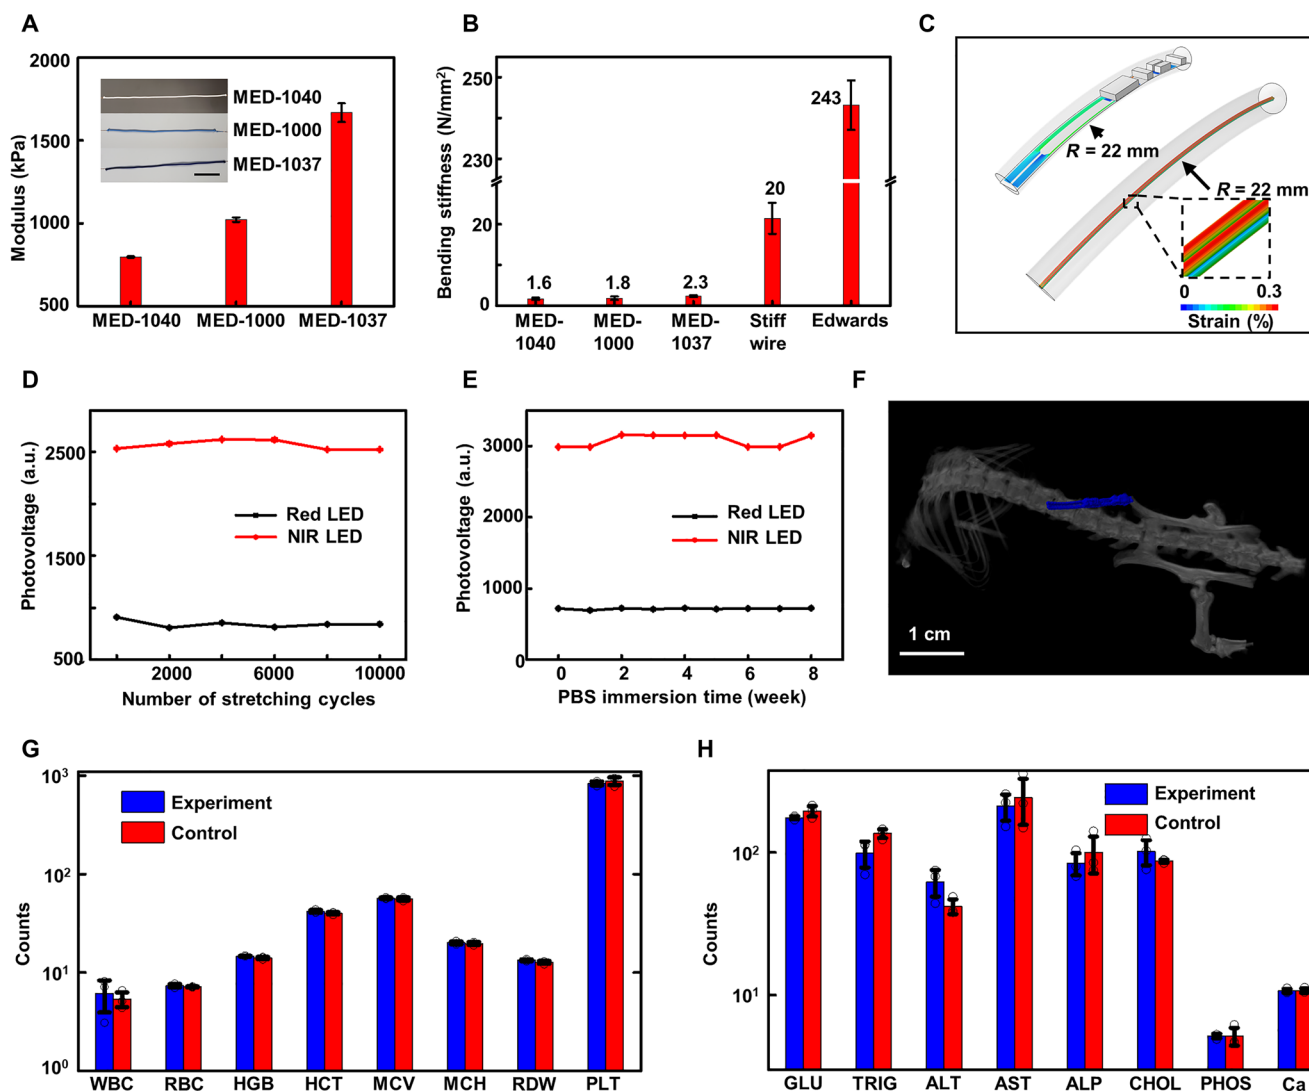 A
Modulus (kPa)
2000
1500
1000
500
MED-1040
MED-1000
MED-1037
MED-1040
MED-1000
MED-1037
B
Bending stiffness (N/mm²)
250
230
20
0
1.6
1.8
2.3
20
243
MED-
1040
MED-
1000
MED-
1037
Stiff
wire
Edwards
C
R = 22 mm
R = 22 mm
0
0.3
Strain (%)
D
Photovoltage (a.u.)
2500
1500
500
Red LED
NIR LED
2000
6000
10000
Number of stretching cycles
E
Photovoltage (a.u.)
3000
2000
1000
0
Red LED
NIR LED
0
2
4
6
8
PBS immersion time (week)
F
1 cm
G
Counts
10³
10²
10¹
10⁰
Experiment
Control
WBC
RBC
HGB
HCT
MCV
MCH
RDW
PLT
H
Counts
10²
10¹
Experiment
Control
GLU
TRIG
ALT
AST
ALP
CHOL
PHOS
Ca